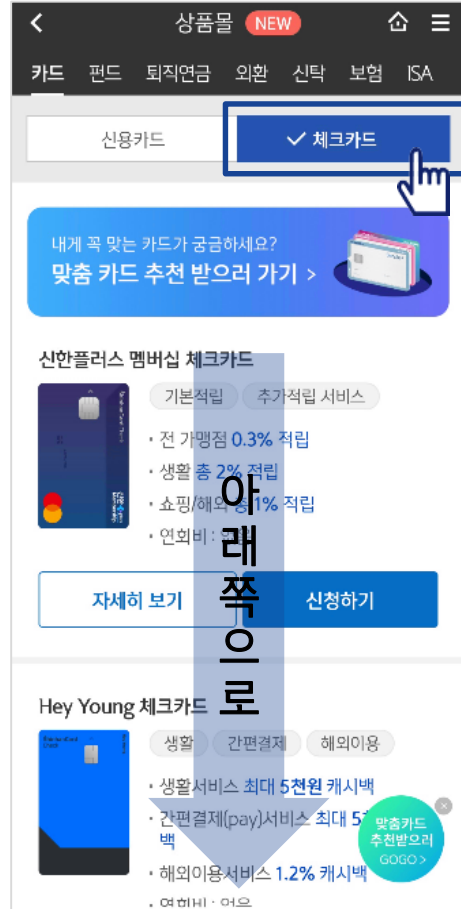 상품몰 NEW
카드 펀드 퇴직연금 외환 신탁 보험 ISA
신용카드 체크카드
내게 꼭 맞는 카드가 궁금하세요?
맞춤 카드 추천 받으러 가기 >
신한플러스 멤버십 체크카드
기본적립 추가적립 서비스
· 전 가맹점 0.3% 적립
· 생활 총 2% 적립
· 쇼핑/해외 총 1% 적립
· 연회비 : 없음
자세히 보기 신청하기
아래쪽으로
Hey Young 체크카드
생활 간편결제 해외이용
· 생활서비스 최대 5천원 캐시백
· 간편결제(pay)서비스 최대
백
· 해외이용서비스 1.2% 캐시백
· 연회비 : 없음
맞춤카드
추천받으러
GOGO >